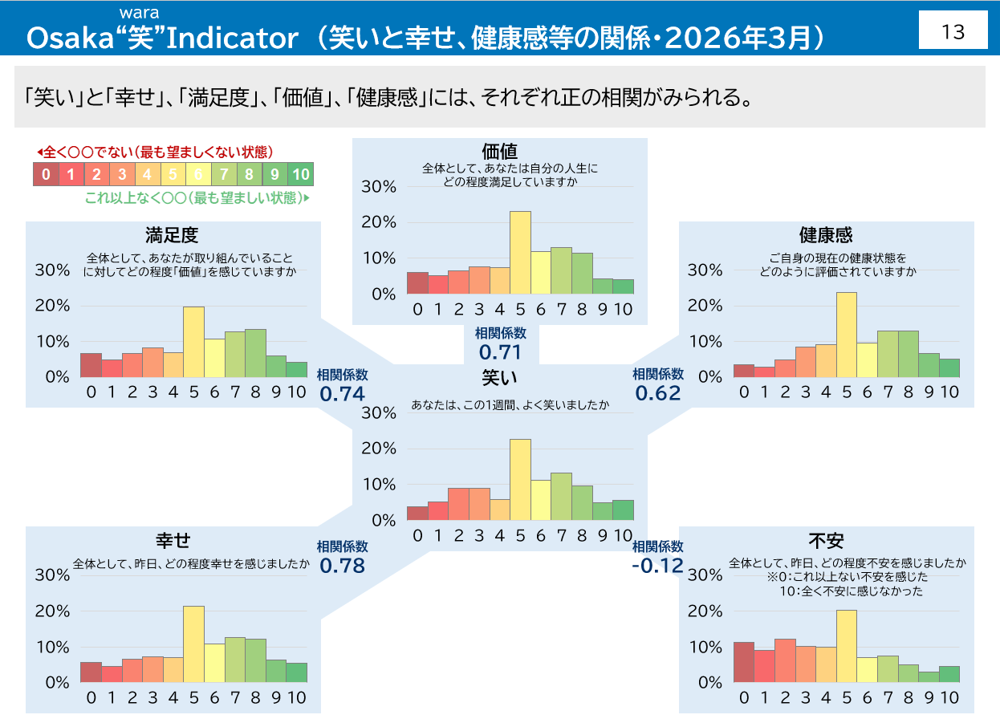 wara
Osaka“笑”Indicator （笑いと幸せ、健康感等の関係・2026年3月）
13
「笑い」と「幸せ」、「満足度」、「価値」、「健康感」には、それぞれ正の相関がみられる。
◀全く〇〇でない（最も望ましくない状態）
0 1 2 3 4 5 6 7 8 9 10
これ以上なく〇〇（最も望ましい状態）▶
価値
全体として、あなたは自分の人生に
どの程度満足していますか
30%
20%
10%
0%
0 1 2 3 4 5 6 7 8 9 10
満足度
全体として、あなたが取り組んでいること
に対してどの程度「価値」を感じていますか
30%
20%
10%
0%
0 1 2 3 4 5 6 7 8 9 10
健康感
ご自身の現在の健康状態を
どのように評価されていますか
30%
20%
10%
0%
0 1 2 3 4 5 6 7 8 9 10
相関係数
0.71
相関係数
0.74
相関係数
0.62
笑い
あなたは、この1週間、よく笑いましたか
30%
20%
10%
0%
0 1 2 3 4 5 6 7 8 9 10
相関係数
0.78
相関係数
-0.12
幸せ
全体として、昨日、どの程度幸せを感じましたか
30%
20%
10%
0%
0 1 2 3 4 5 6 7 8 9 10
不安
全体として、昨日、どの程度不安を感じましたか
※0：これ以上ない不安を感じた
10：全く不安に感じなかった
30%
20%
10%
0%
0 1 2 3 4 5 6 7 8 9 10